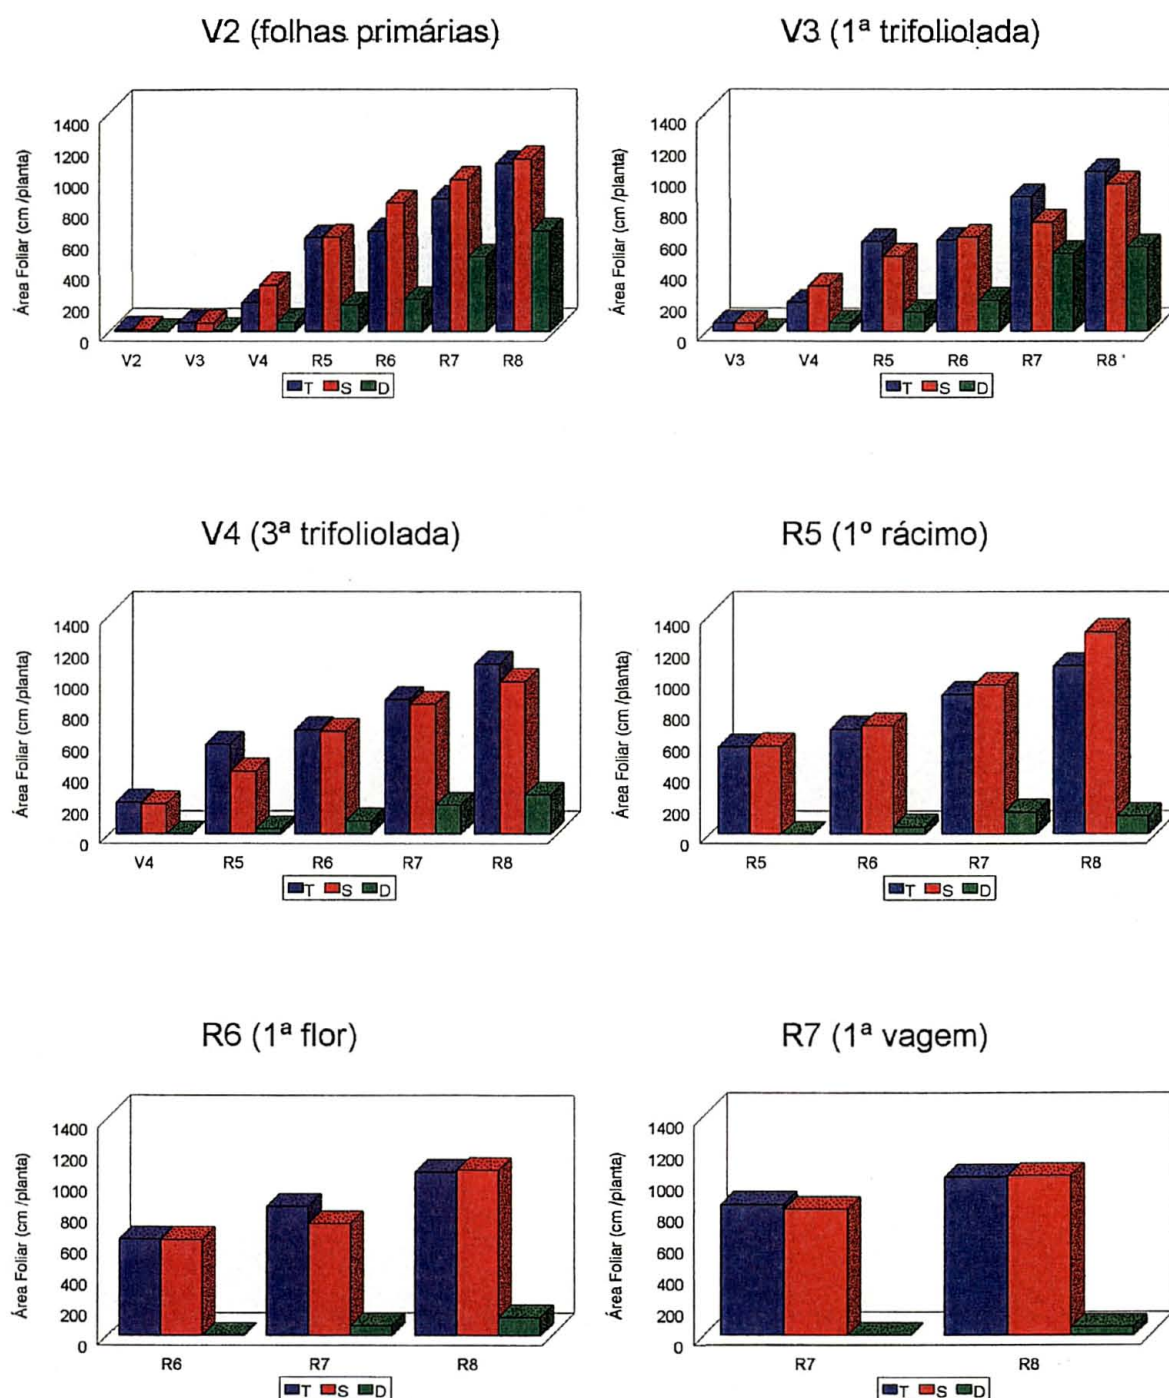 V2 (folhas primárias)
Área Foliar (cm /planta)
1400
1200
1000
800
600
400
200
0
V2 V3 V4 R5 R6 R7 R8
T S D
V3 (1ª trifoliolada)
Área Foliar (cm /planta)
1400
1200
1000
800
600
400
200
0
V3 V4 R5 R6 R7 R8
T S D
V4 (3ª trifoliolada)
Área Foliar (cm /planta)
1400
1200
1000
800
600
400
200
0
V4 R5 R6 R7 R8
T S D
R5 (1º rácimo)
Área Foliar (cm /planta)
1400
1200
1000
800
600
400
200
0
R5 R6 R7 R8
T S D
R6 (1ª flor)
Área Foliar (cm /planta)
1400
1200
1000
800
600
400
200
0
R6 R7 R8
T S D
R7 (1ª vagem)
Área Foliar (cm /planta)
1400
1200
1000
800
600
400
200
0
R7 R8
T S D